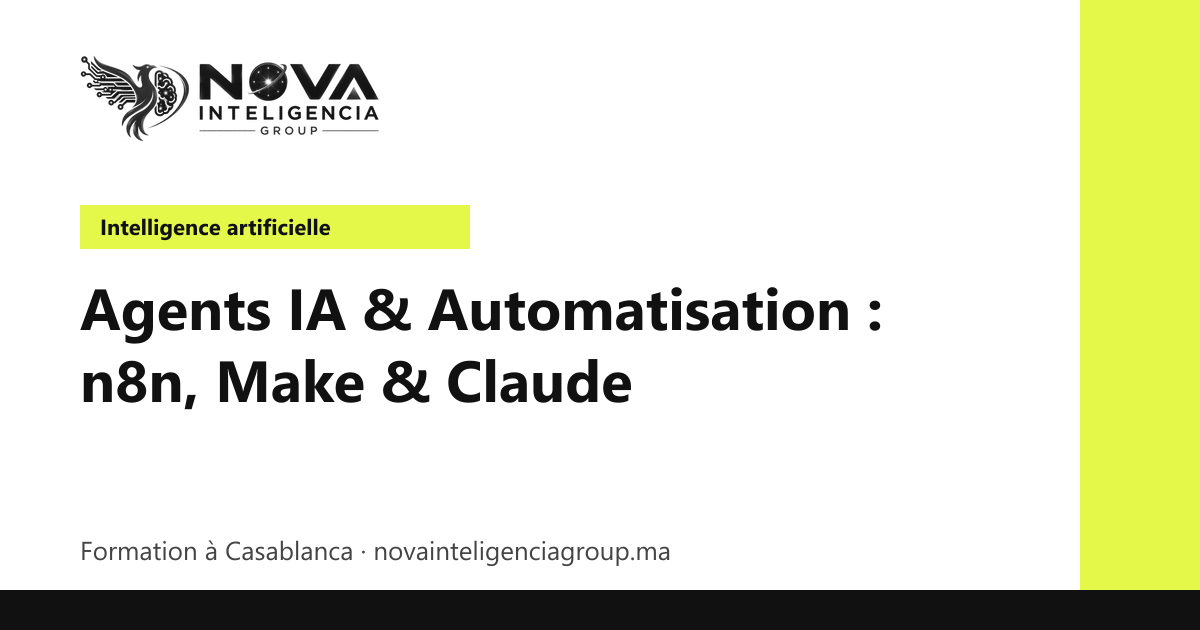 NOVA
INTELIGENCIA
GROUP
Intelligence artificielle
Agents IA & Automatisation :
n8n, Make & Claude
Formation à Casablanca · novainteligenciagroup.ma